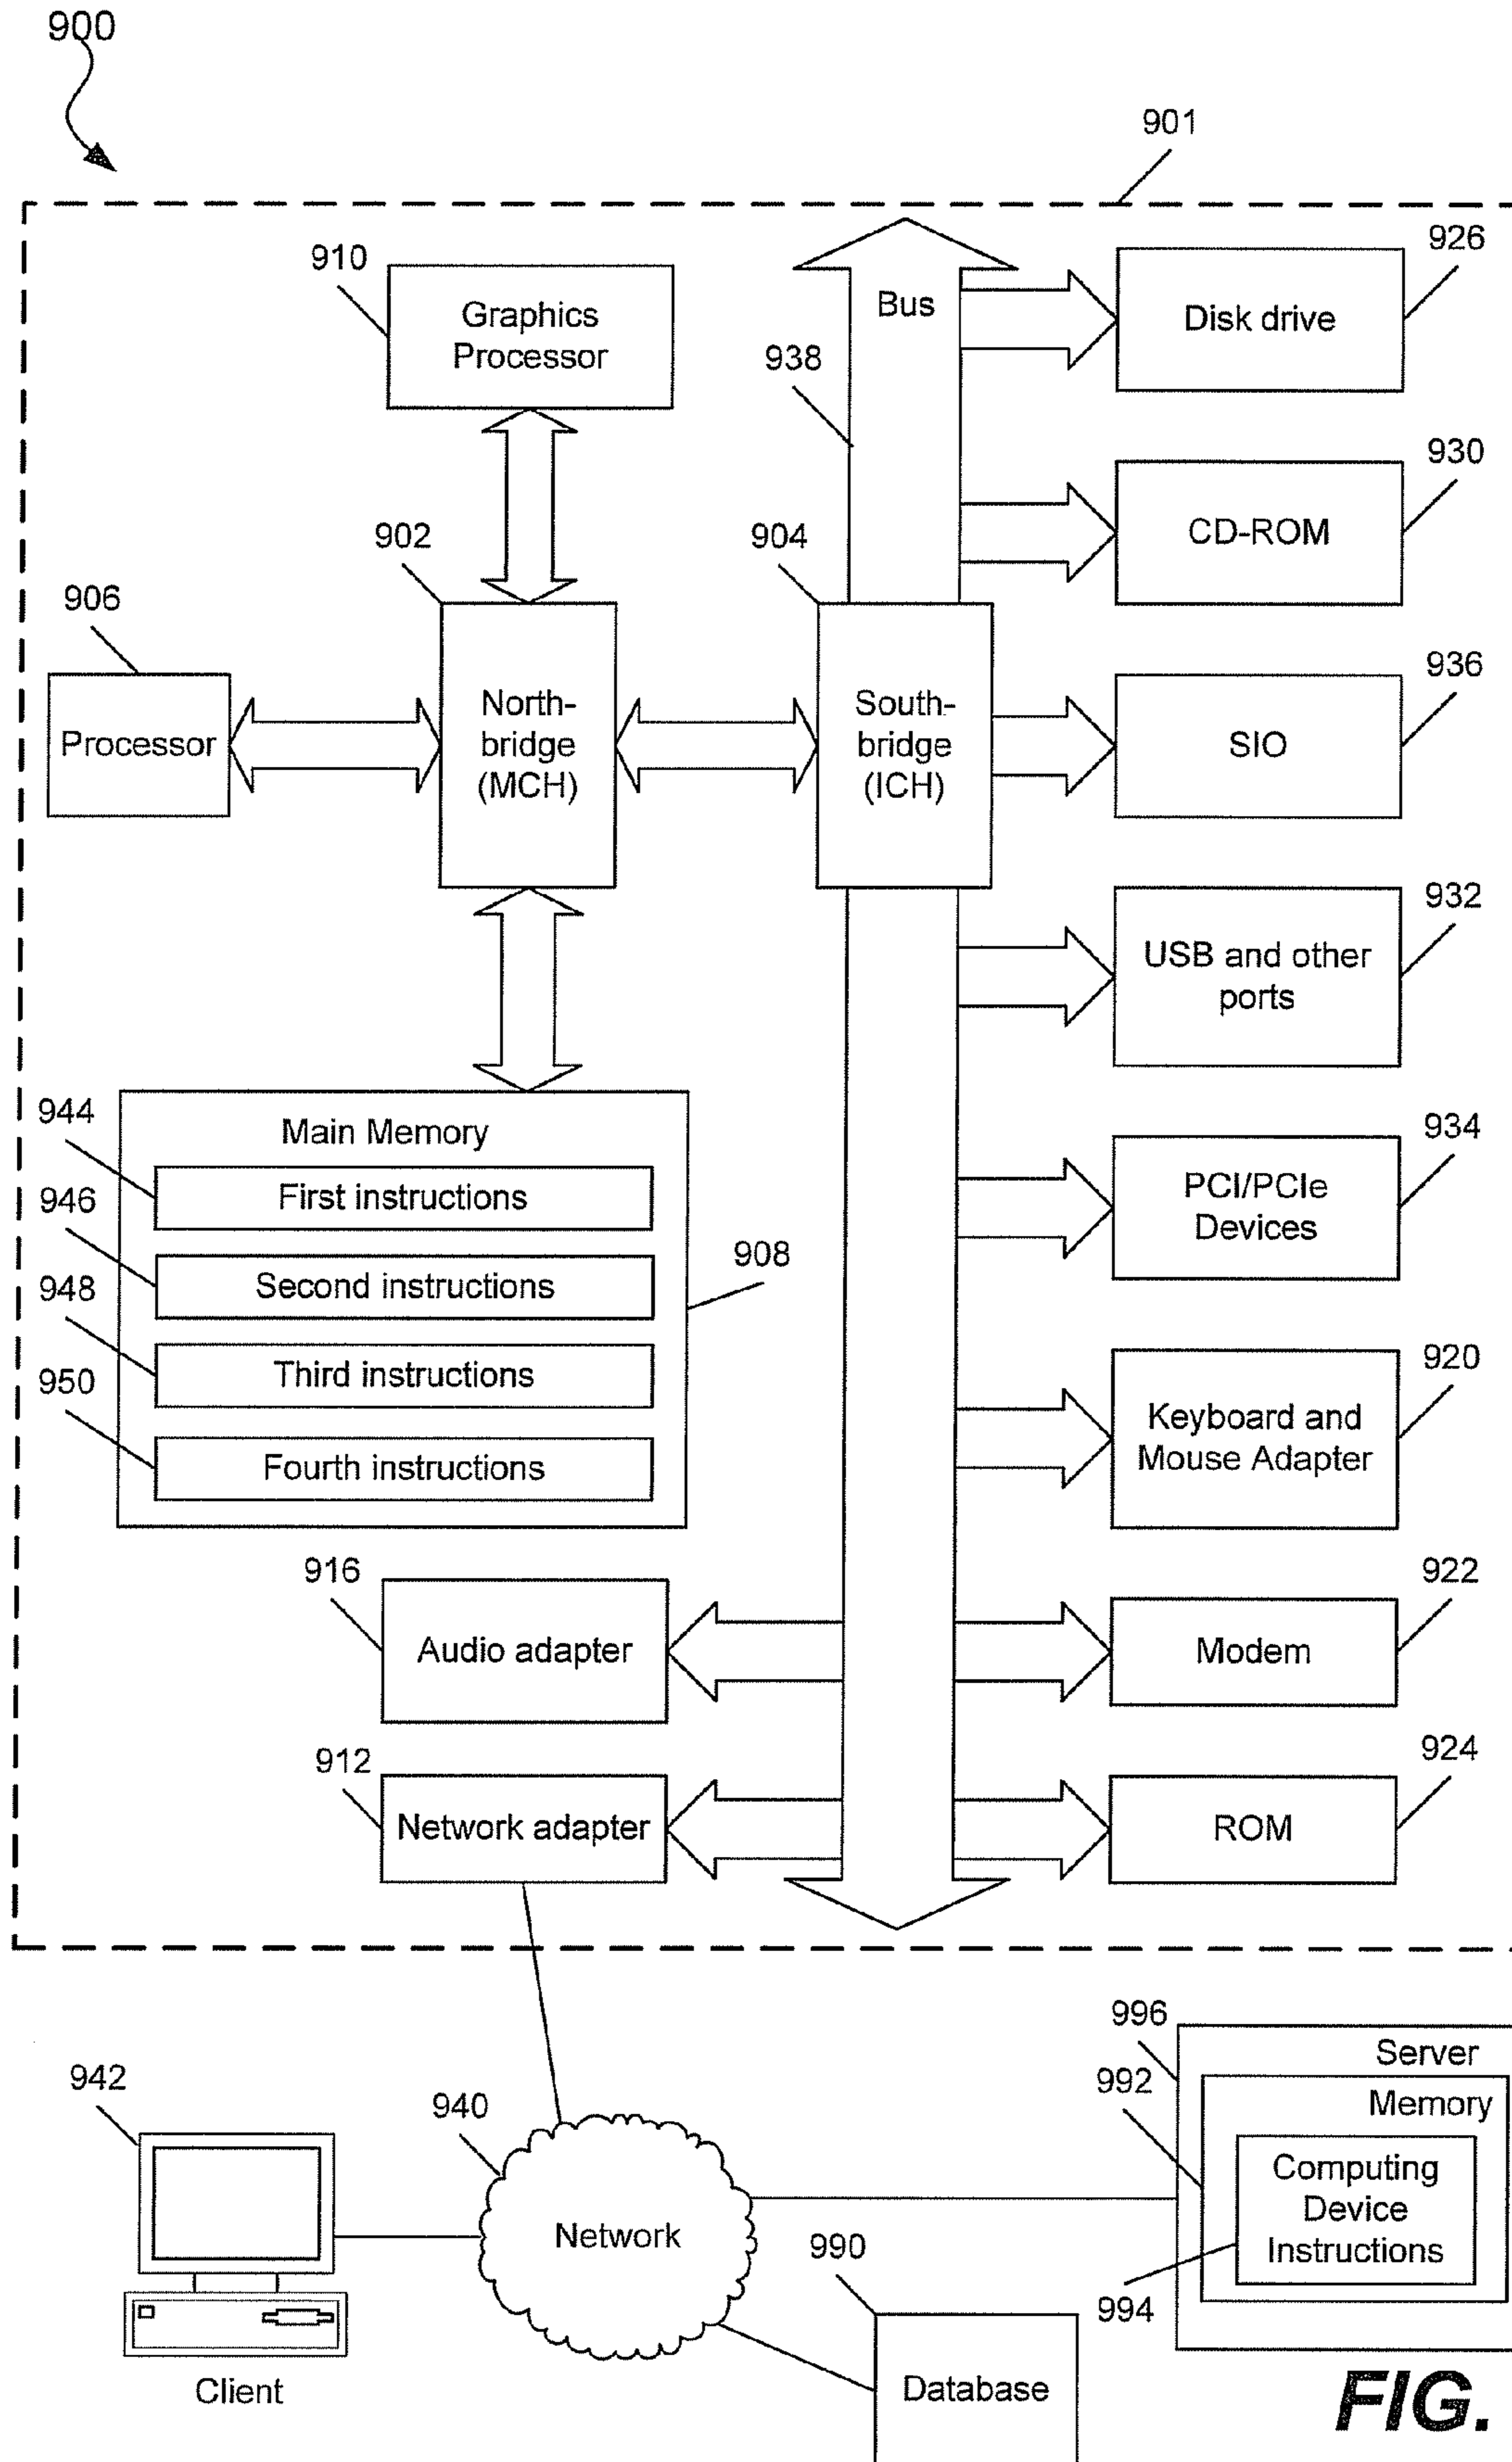 900
901
910
Graphics
Processor
Bus
926
Disk drive
938
930
CD-ROM
902
904
906
Processor
North-
bridge
(MCH)
South-
bridge
(ICH)
936
SIO
932
USB and other
ports
944
Main Memory
First instructions
946
Second instructions
948
Third instructions
950
Fourth instructions
908
934
PCI/PCIe
Devices
920
Keyboard and
Mouse Adapter
916
Audio adapter
922
Modem
912
Network adapter
924
ROM
996
Server
992
Memory
Computing
Device
Instructions
994
942
Client
940
Network
990
Database
FIG.